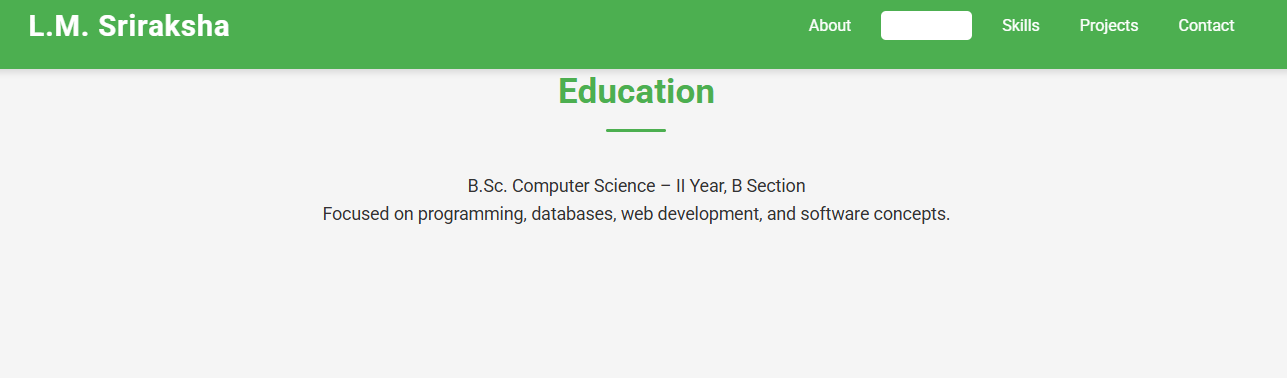 L.M. Sriraksha
About
Skills
Projects
Contact
Education
B.Sc. Computer Science – II Year, B Section
Focused on programming, databases, web development, and software concepts.